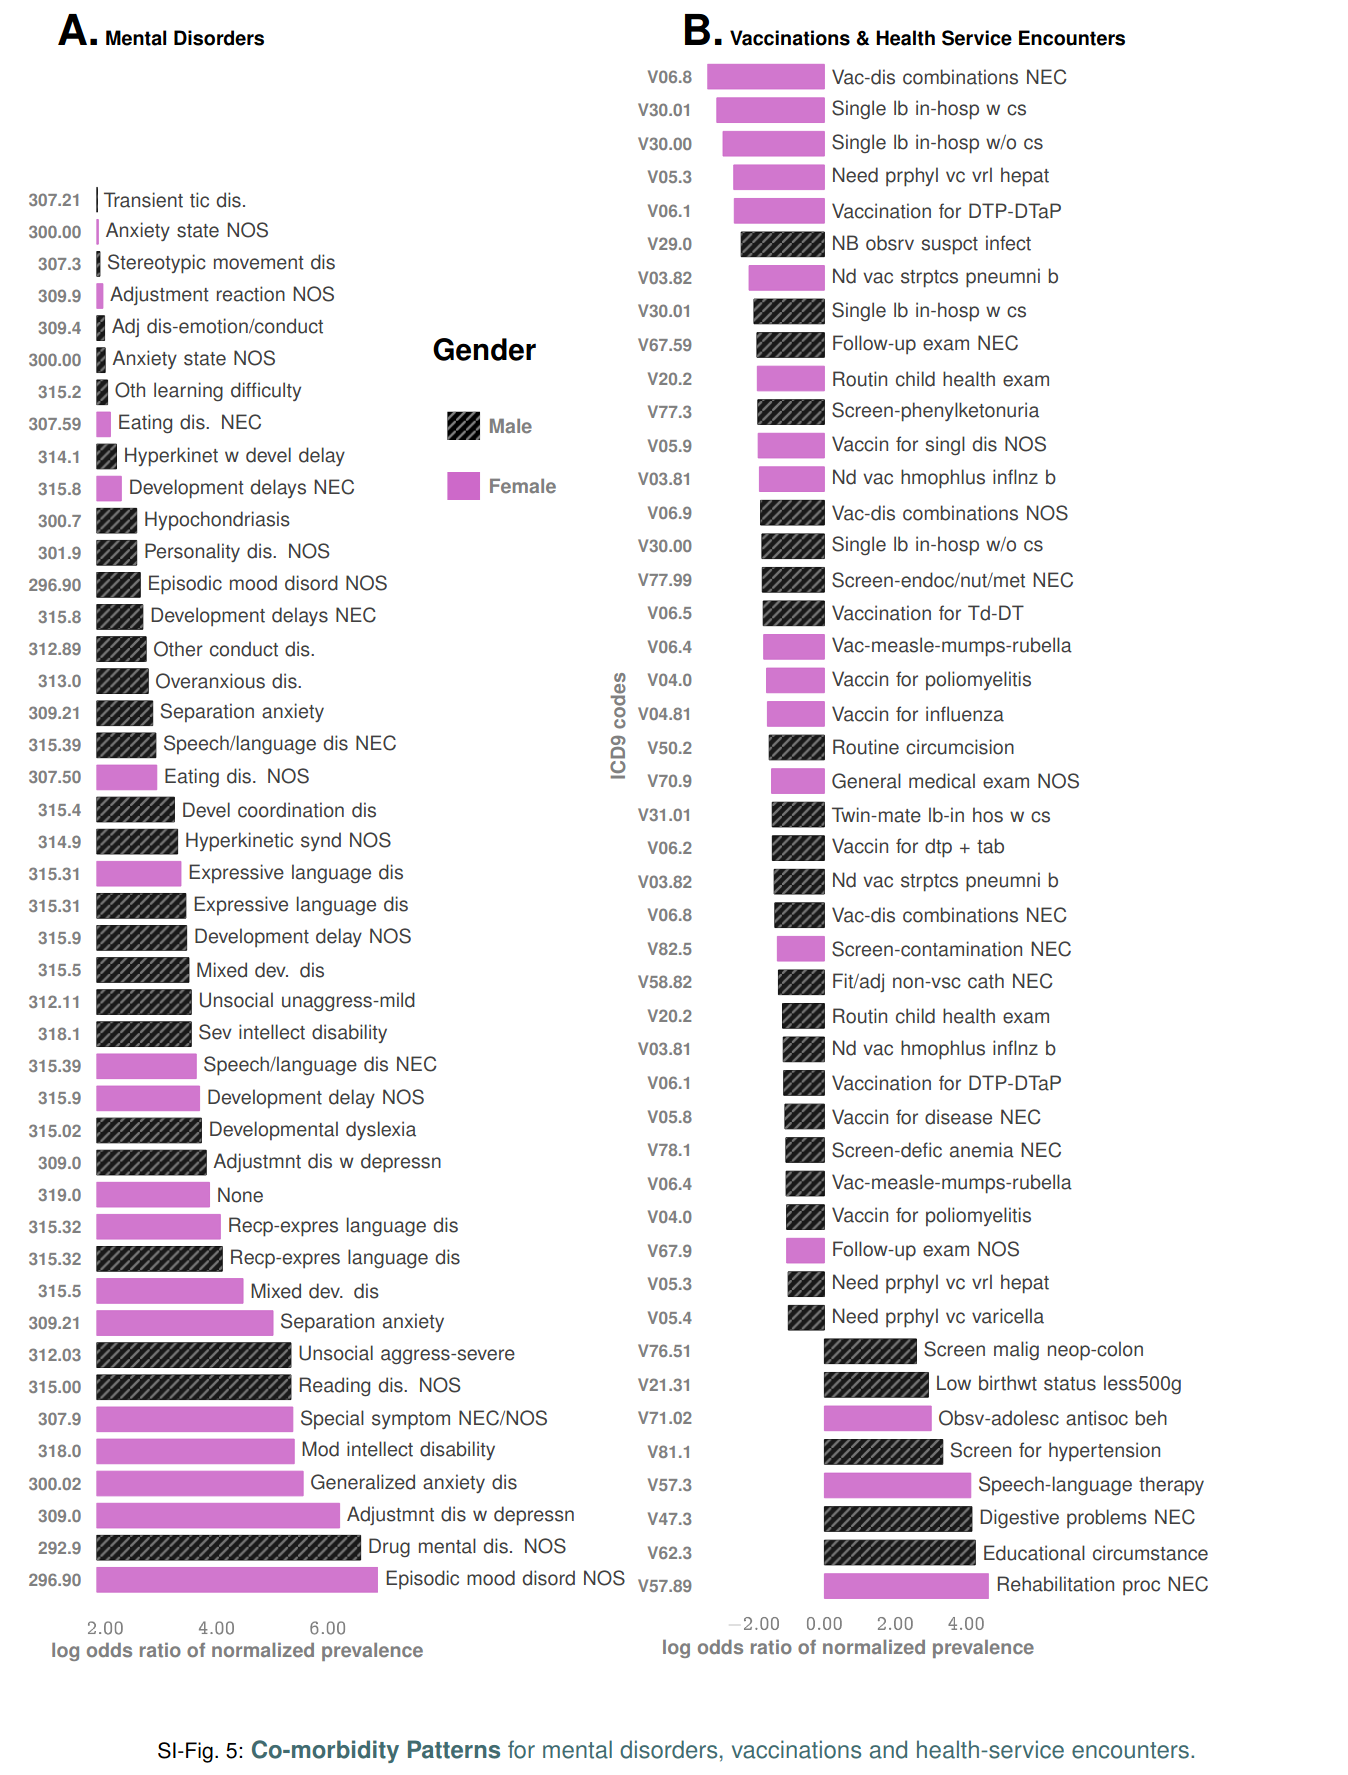 A. Mental Disorders
307.21 Transient tic dis.
300.00 Anxiety state NOS
307.3 Stereotypic movement dis
309.9 Adjustment reaction NOS
309.4 Adj dis-emotion/conduct
300.00 Anxiety state NOS
315.2 Oth learning difficulty
307.59 Eating dis. NEC
314.1 Hyperkinet w devel delay
315.8 Development delays NEC
300.7 Hypochondriasis
301.9 Personality dis. NOS
296.90 Episodic mood disord NOS
315.8 Development delays NEC
312.89 Other conduct dis.
313.0 Overanxious dis.
309.21 Separation anxiety
315.39 Speech/language dis NEC
307.50 Eating dis. NOS
315.4 Devel coordination dis
314.9 Hyperkinetic synd NOS
315.31 Expressive language dis
315.31 Expressive language dis
315.9 Development delay NOS
315.5 Mixed dev. dis
312.11 Unsocial unaggress-mild
318.1 Sev intellect disability
315.39 Speech/language dis NEC
315.9 Development delay NOS
315.02 Developmental dyslexia
309.0 Adjustmnt dis w depressn
319.0 None
315.32 Recp-expres language dis
315.32 Recp-expres language dis
315.5 Mixed dev. dis
309.21 Separation anxiety
312.03 Unsocial aggress-severe
315.00 Reading dis. NOS
307.9 Special symptom NEC/NOS
318.0 Mod intellect disability
300.02 Generalized anxiety dis
309.0 Adjustmnt dis w depressn
292.9 Drug mental dis. NOS
296.90 Episodic mood disord NOS
2.00 4.00 6.00
log odds ratio of normalized prevalence
Gender
Male
Female
B. Vaccinations & Health Service Encounters
ICD9 codes
V06.8 Vac-dis combinations NEC
V30.01 Single lb in-hosp w cs
V30.00 Single lb in-hosp w/o cs
V05.3 Need prphyl vc vrl hepat
V06.1 Vaccination for DTP-DTaP
V29.0 NB obsrv suspct infect
V03.82 Nd vac strptcs pneumni b
V30.01 Single lb in-hosp w cs
V67.59 Follow-up exam NEC
V20.2 Routin child health exam
V77.3 Screen-phenylketonuria
V05.9 Vaccin for singl dis NOS
V03.81 Nd vac hmophlus inflnz b
V06.9 Vac-dis combinations NOS
V30.00 Single lb in-hosp w/o cs
V77.99 Screen-endoc/nut/met NEC
V06.5 Vaccination for Td-DT
V06.4 Vac-measle-mumps-rubella
V04.0 Vaccin for poliomyelitis
V04.81 Vaccin for influenza
V50.2 Routine circumcision
V70.9 General medical exam NOS
V31.01 Twin-mate lb-in hos w cs
V06.2 Vaccin for dtp + tab
V03.82 Nd vac strptcs pneumni b
V06.8 Vac-dis combinations NEC
V82.5 Screen-contamination NEC
V58.82 Fit/adj non-vsc cath NEC
V20.2 Routin child health exam
V03.81 Nd vac hmophlus inflnz b
V06.1 Vaccination for DTP-DTaP
V05.8 Vaccin for disease NEC
V78.1 Screen-defic anemia NEC
V06.4 Vac-measle-mumps-rubella
V04.0 Vaccin for poliomyelitis
V67.9 Follow-up exam NOS
V05.3 Need prphyl vc vrl hepat
V05.4 Need prphyl vc varicella
V76.51 Screen malig neop-colon
V21.31 Low birthwt status less500g
V71.02 Obsv-adolesc antisoc beh
V81.1 Screen for hypertension
V57.3 Speech-language therapy
V47.3 Digestive problems NEC
V62.3 Educational circumstance
V57.89 Rehabilitation proc NEC
−2.00 0.00 2.00 4.00
log odds ratio of normalized prevalence
SI-Fig. 5: Co-morbidity Patterns for mental disorders, vaccinations and health-service encounters.